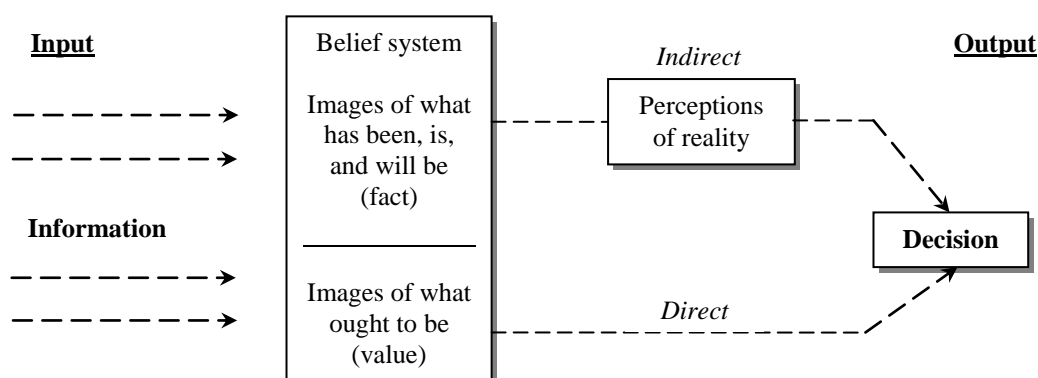 Input
Belief system
Indirect
Output
Images of what
has been, is,
and will be
(fact)
Perceptions
of reality
Information
Decision
Images of what
ought to be
(value)
Direct